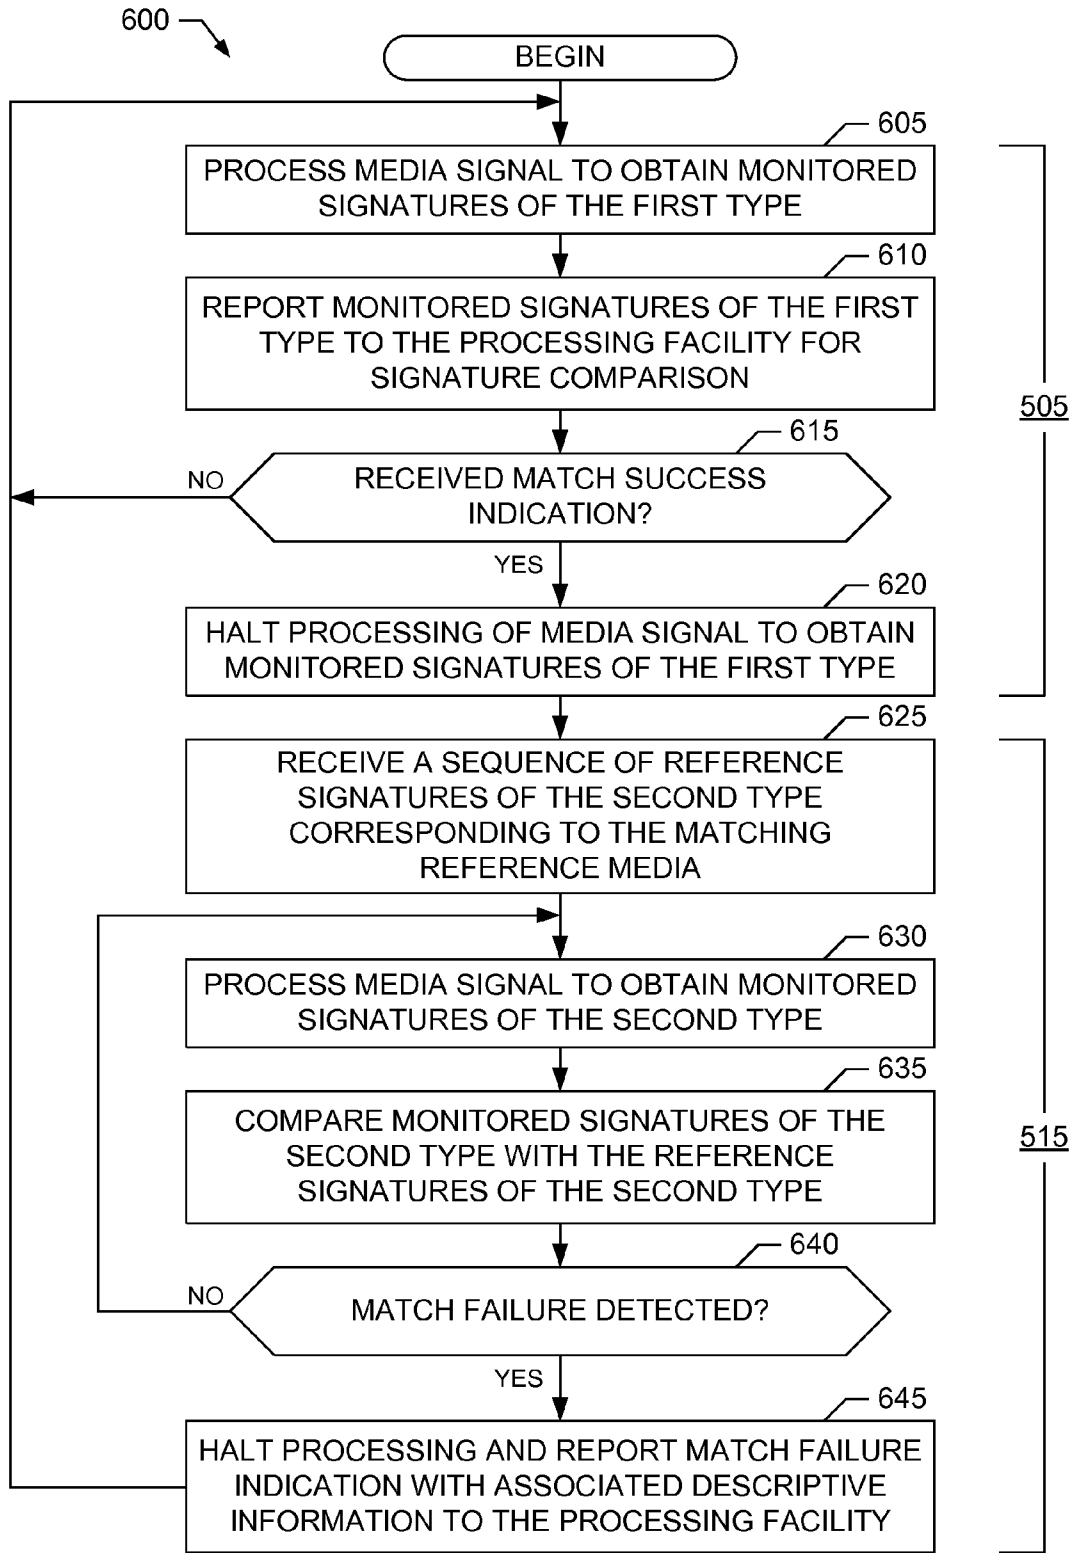 600
BEGIN
605
PROCESS MEDIA SIGNAL TO OBTAIN MONITORED
SIGNATURES OF THE FIRST TYPE
610
REPORT MONITORED SIGNATURES OF THE FIRST
TYPE TO THE PROCESSING FACILITY FOR
SIGNATURE COMPARISON
505
615
NO
RECEIVED MATCH SUCCESS
INDICATION?
YES
620
HALT PROCESSING OF MEDIA SIGNAL TO OBTAIN
MONITORED SIGNATURES OF THE FIRST TYPE
625
RECEIVE A SEQUENCE OF REFERENCE
SIGNATURES OF THE SECOND TYPE
CORRESPONDING TO THE MATCHING
REFERENCE MEDIA
630
PROCESS MEDIA SIGNAL TO OBTAIN MONITORED
SIGNATURES OF THE SECOND TYPE
635
COMPARE MONITORED SIGNATURES OF THE
SECOND TYPE WITH THE REFERENCE
SIGNATURES OF THE SECOND TYPE
515
640
NO
MATCH FAILURE DETECTED?
YES
645
HALT PROCESSING AND REPORT MATCH FAILURE
INDICATION WITH ASSOCIATED DESCRIPTIVE
INFORMATION TO THE PROCESSING FACILITY